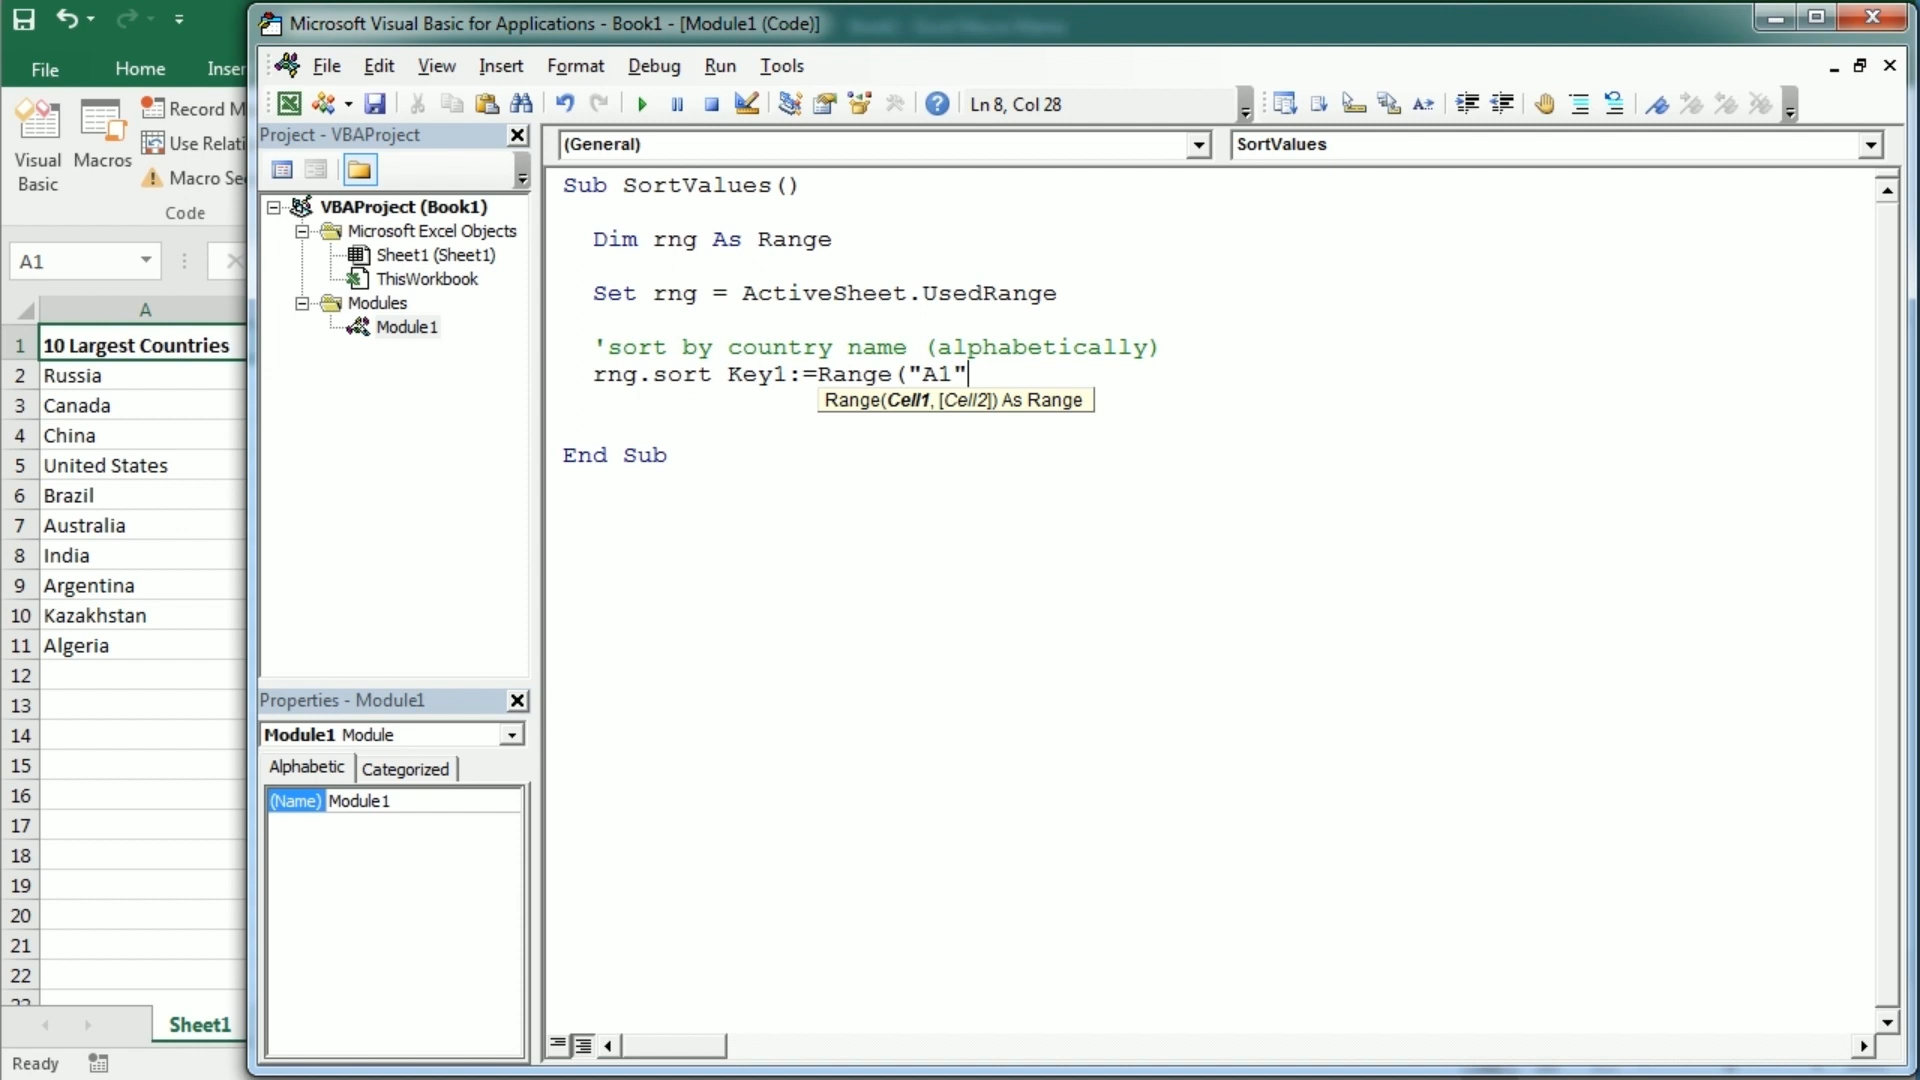 Microsoft Visual Basic for Applications - Book1 - [Module1 (Code)]
File Home Inser
File Edit View Insert Format Debug Run Tools
Record M
Use Relati
Macro Se
Visual Basic
Macros
Code
Ln 8, Col 28
Project - VBAProject
(General)
SortValues
VBAProject (Book1)
Microsoft Excel Objects
Sheet1 (Sheet1)
ThisWorkbook
Modules
Module1
A1
A
1 10 Largest Countries
2 Russia
3 Canada
4 China
5 United States
6 Brazil
7 Australia
8 India
9 Argentina
10 Kazakhstan
11 Algeria
12
13
14
15
16
17
18
19
20
21
22
Sheet1
Ready
Properties - Module1
Module1 Module
Alphabetic Categorized
(Name) Module1
Sub SortValues()
Dim rng As Range
Set rng = ActiveSheet.UsedRange
'sort by country name (alphabetically)
rng.sort Key1:=Range("A1"
Range(Cell1, [Cell2]) As Range
End Sub